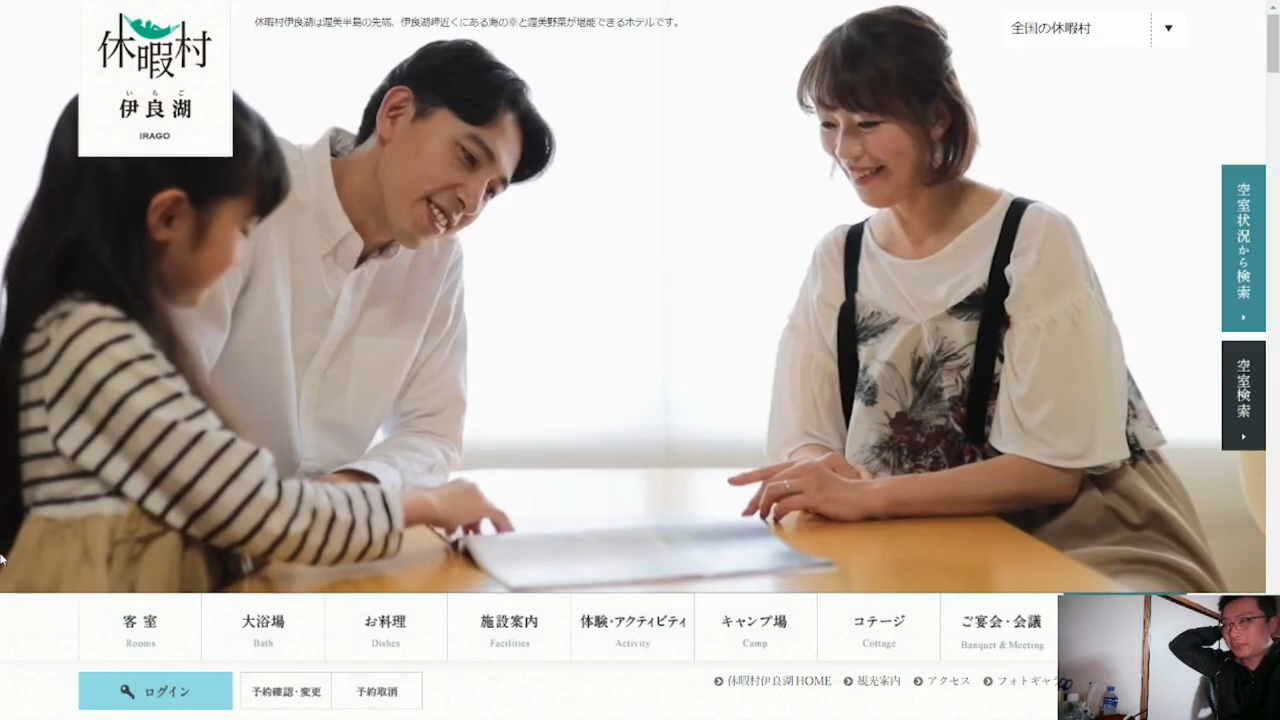 休暇村
いらご
伊良湖
IRAGO
休暇村伊良湖は渥美半島の先端、伊良湖岬近くにある海の幸と渥美野菜が堪能できるホテルです。
全国の休暇村
▼
空室状況から検索
空室検索
客室
Rooms
大浴場
Bath
お料理
Dishes
施設案内
Facilities
体験・アクティビティ
Activity
キャンプ場
Camp
コテージ
Cottage
ご宴会・会議
Banquet & Meeting
ログイン
予約確認・変更
予約取消
休暇村伊良湖HOME
観光案内
アクセス
フォトギャラ